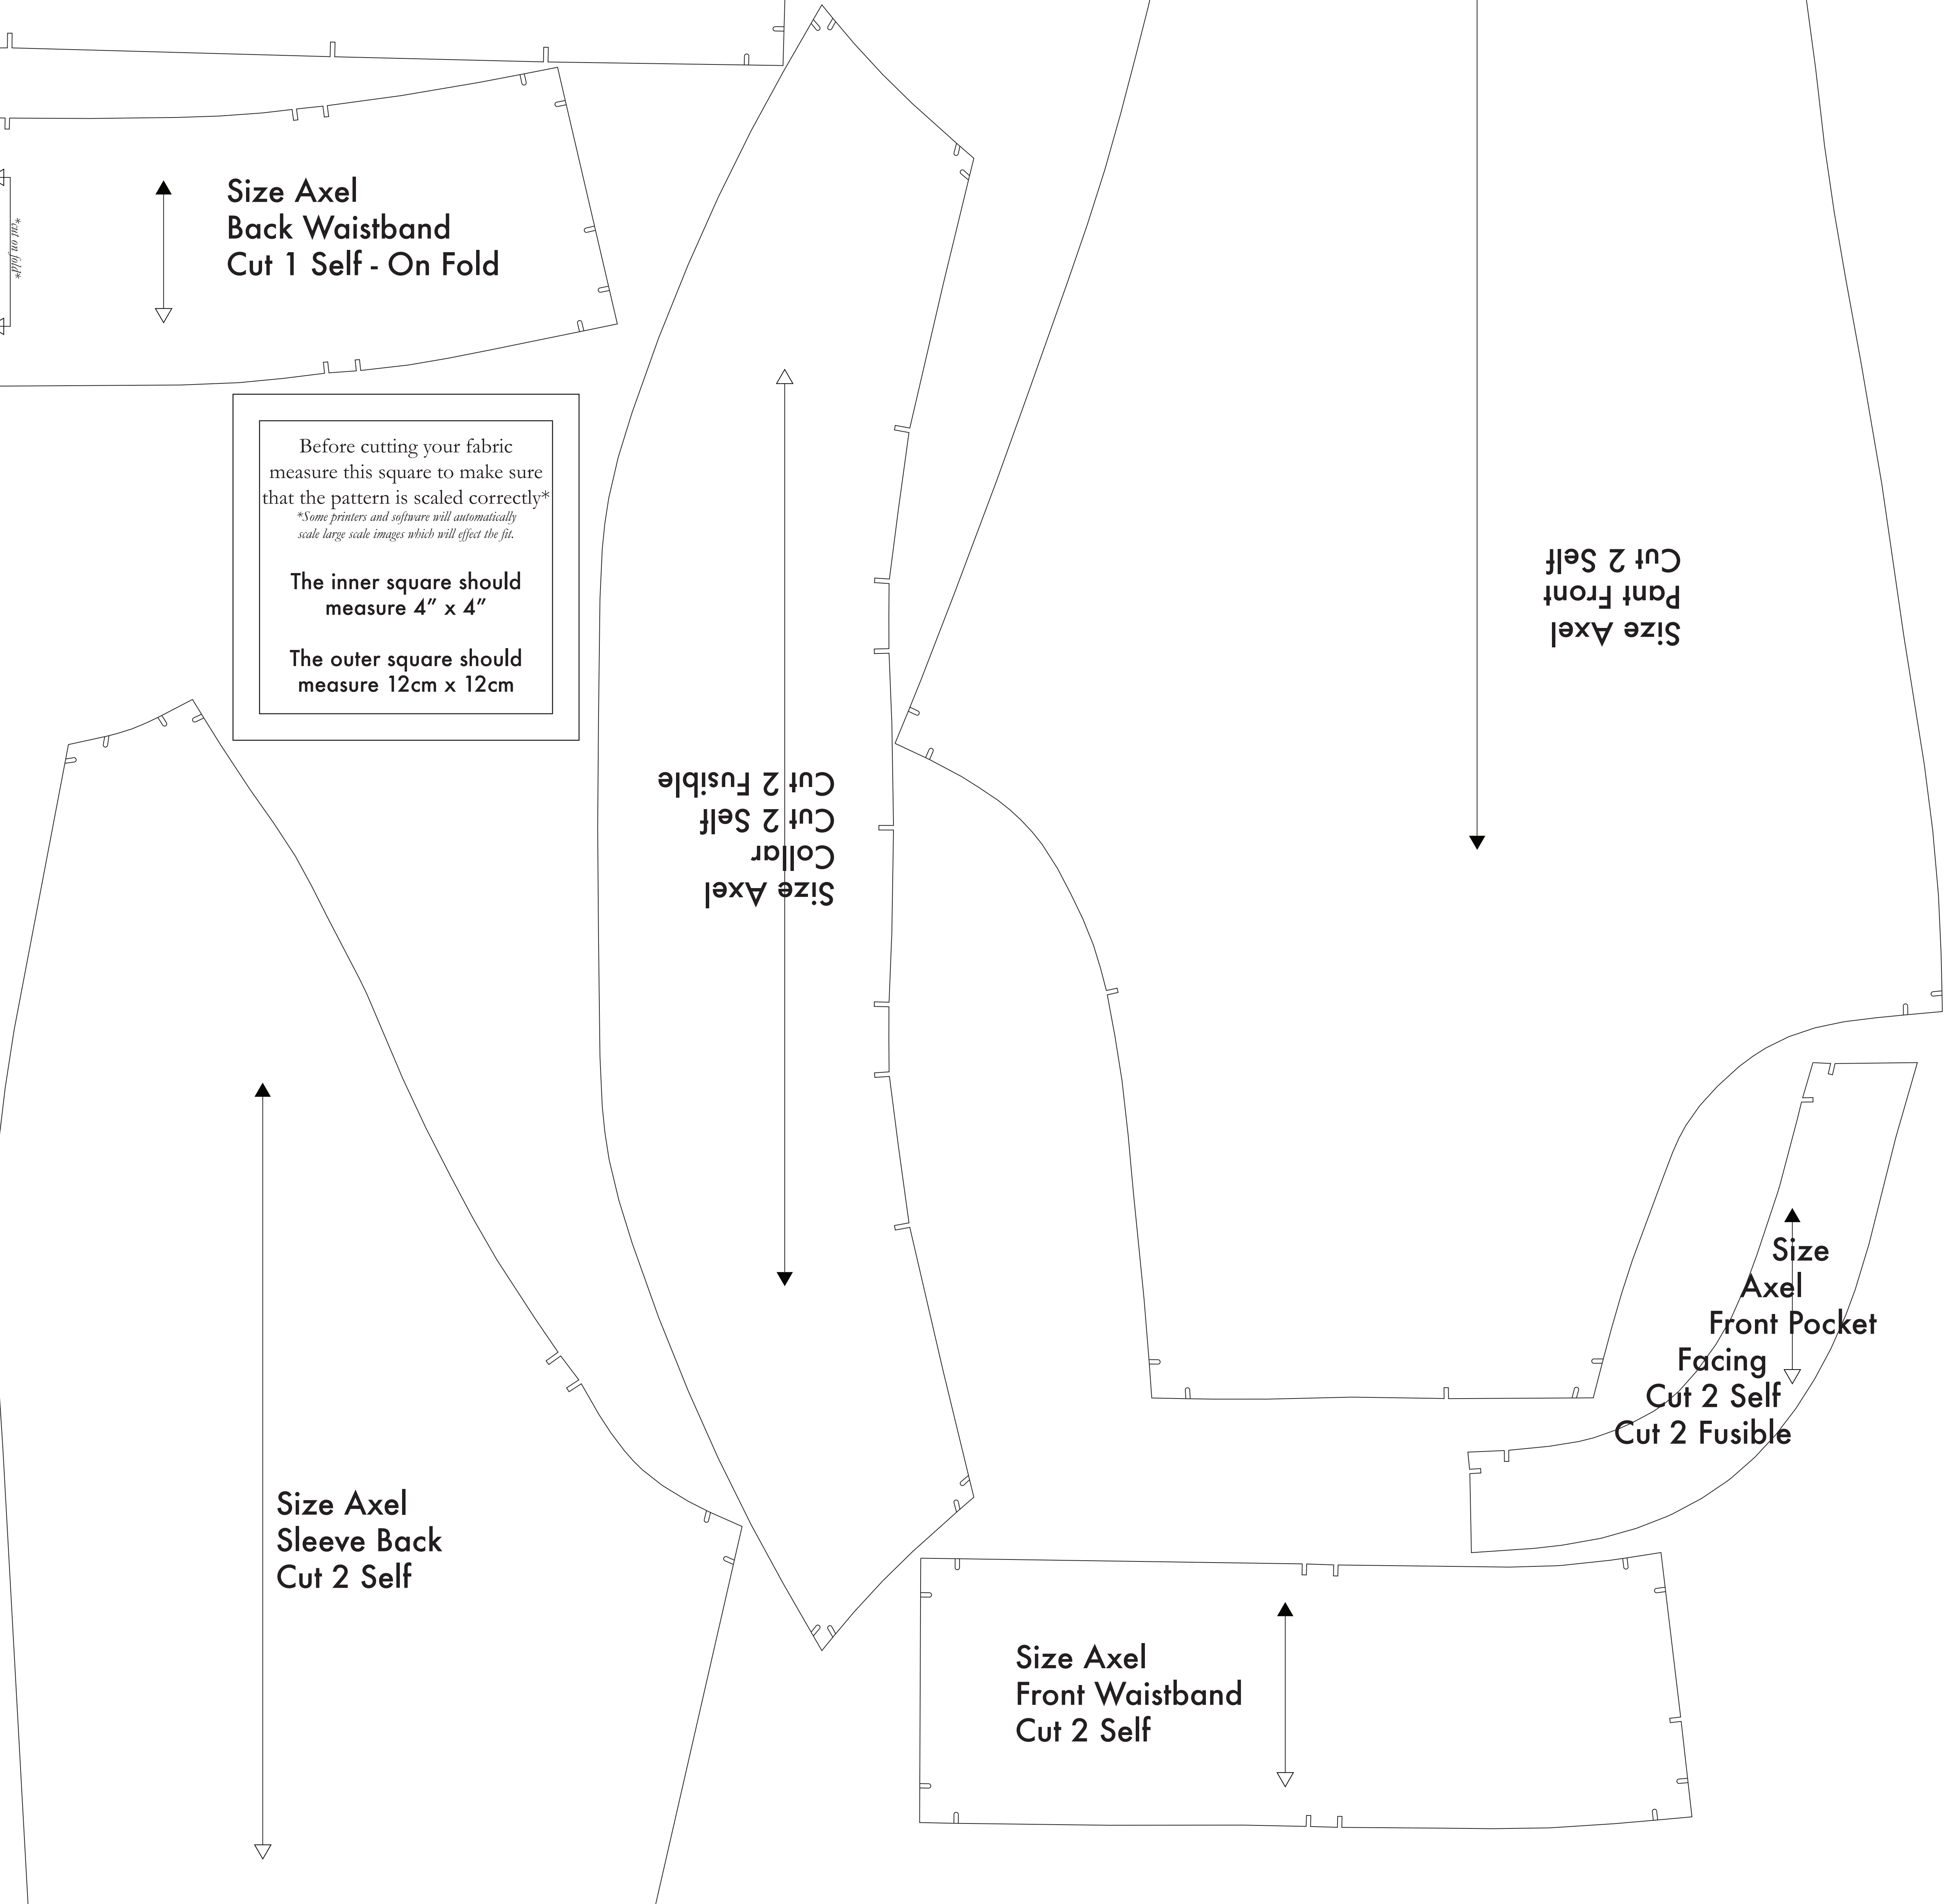 Size Axel
Back Waistband
Cut 1 Self - On Fold
*cut on fold*
Before cutting your fabric
measure this square to make sure
that the pattern is scaled correctly*
*Some printers and software will automatically
scale large scale images which will effect the fit.
The inner square should
measure 4” x 4”
The outer square should
measure 12cm x 12cm
Size Axel
Collar
Cut 2 Self
Cut 2 Fusible
Size Axel
Pant Front
Cut 2 Self
Size
Axel
Front Pocket
Facing
Cut 2 Self
Cut 2 Fusible
Size Axel
Sleeve Back
Cut 2 Self
Size Axel
Front Waistband
Cut 2 Self